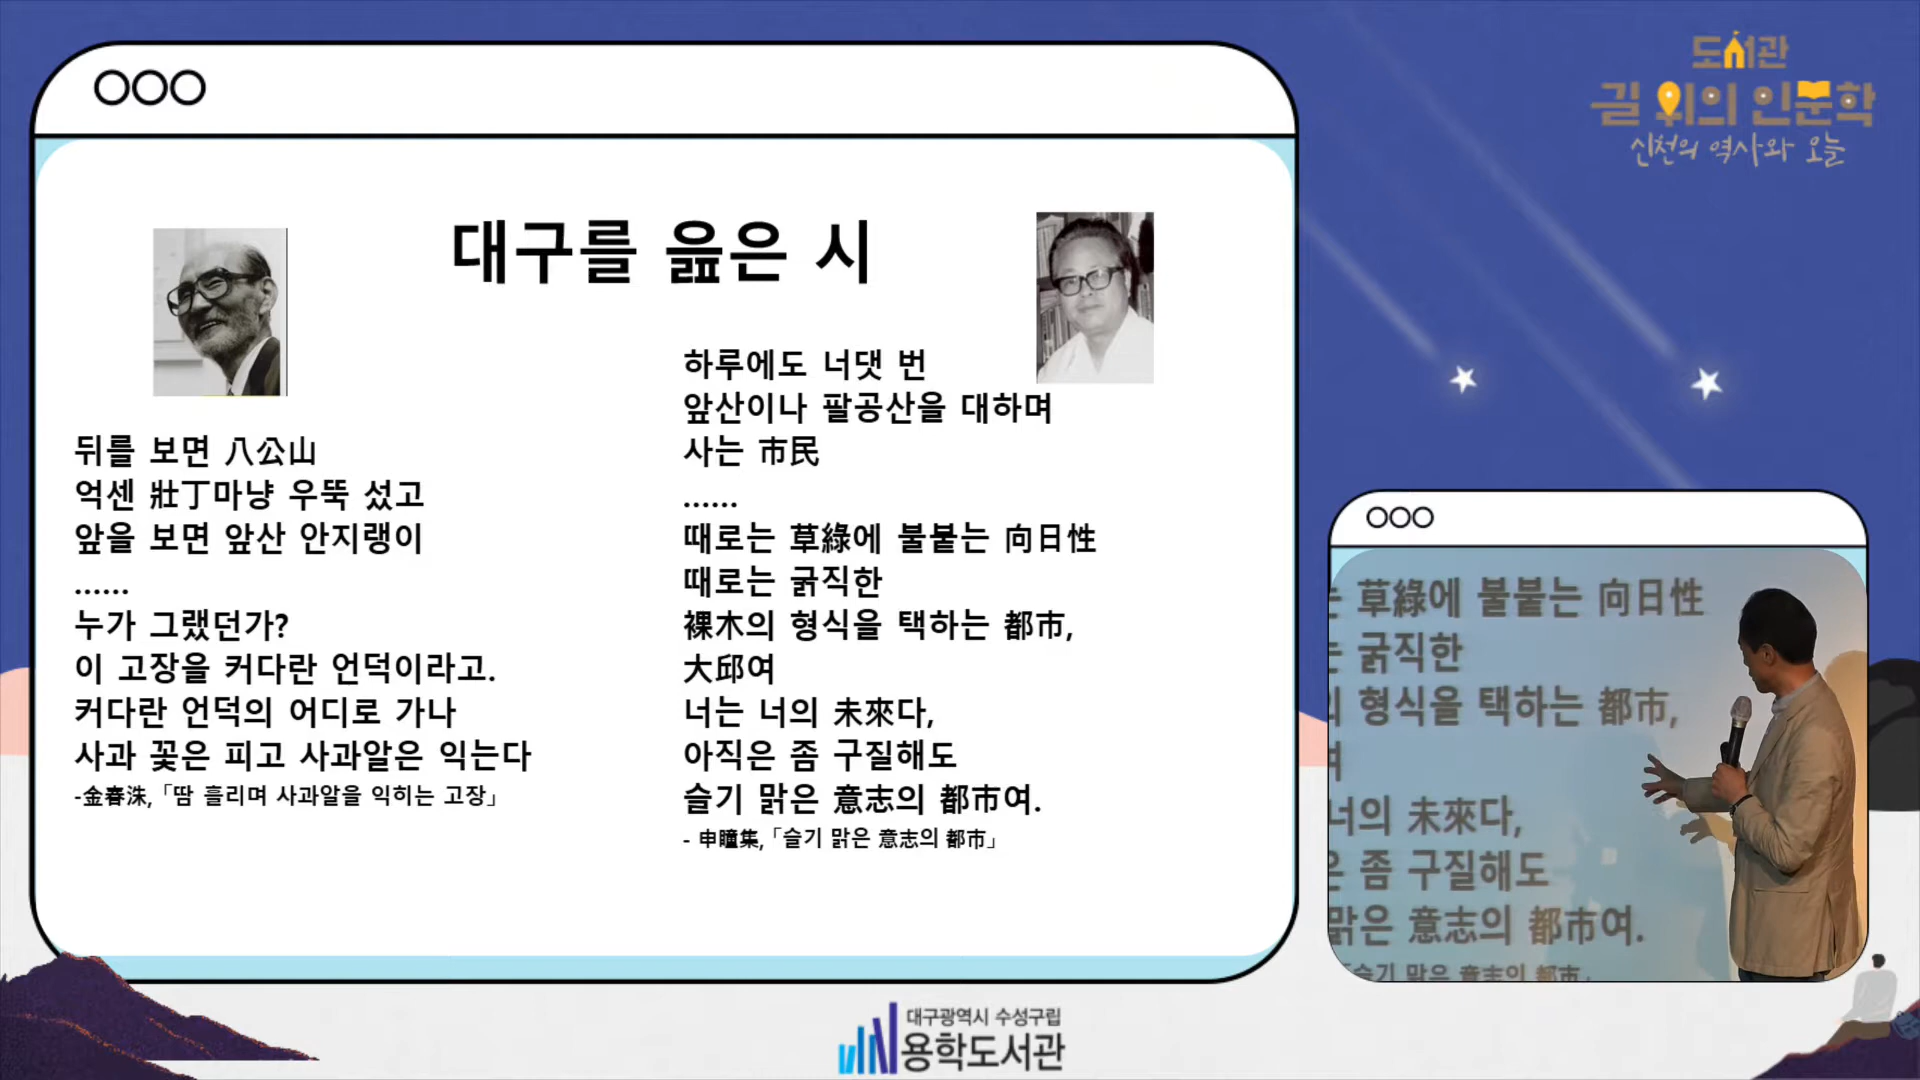 도서관
길 위의 인문학
신천의 역사와 오늘
대구를 읊은 시
뒤를 보면 八公山
억센 壯丁마냥 우뚝 섰고
앞을 보면 앞산 안지랭이
......
누가 그랬던가?
이 고장을 커다란 언덕이라고.
커다란 언덕의 어디로 가나
사과 꽃은 피고 사과알은 익는다
-金春洙,「땀 흘리며 사과알을 익히는 고장」
하루에도 너댓 번
앞산이나 팔공산을 대하며
사는 市民
......
때로는 草綠에 불붙는 向日性
때로는 굵직한
裸木의 형식을 택하는 都市,
大邱여
너는 너의 未來다,
아직은 좀 구질해도
슬기 맑은 意志의 都市여.
- 申瞳集,「슬기 맑은 意志의 都市」
草綠에 불붙는 向日性
굵직한
형식을 택하는 都市,
여
너의 未來다,
좀 구질해도
맑은 意志의 都市여.
「슬기 맑은 意志의 都市」
대구광역시 수성구립
용학도서관